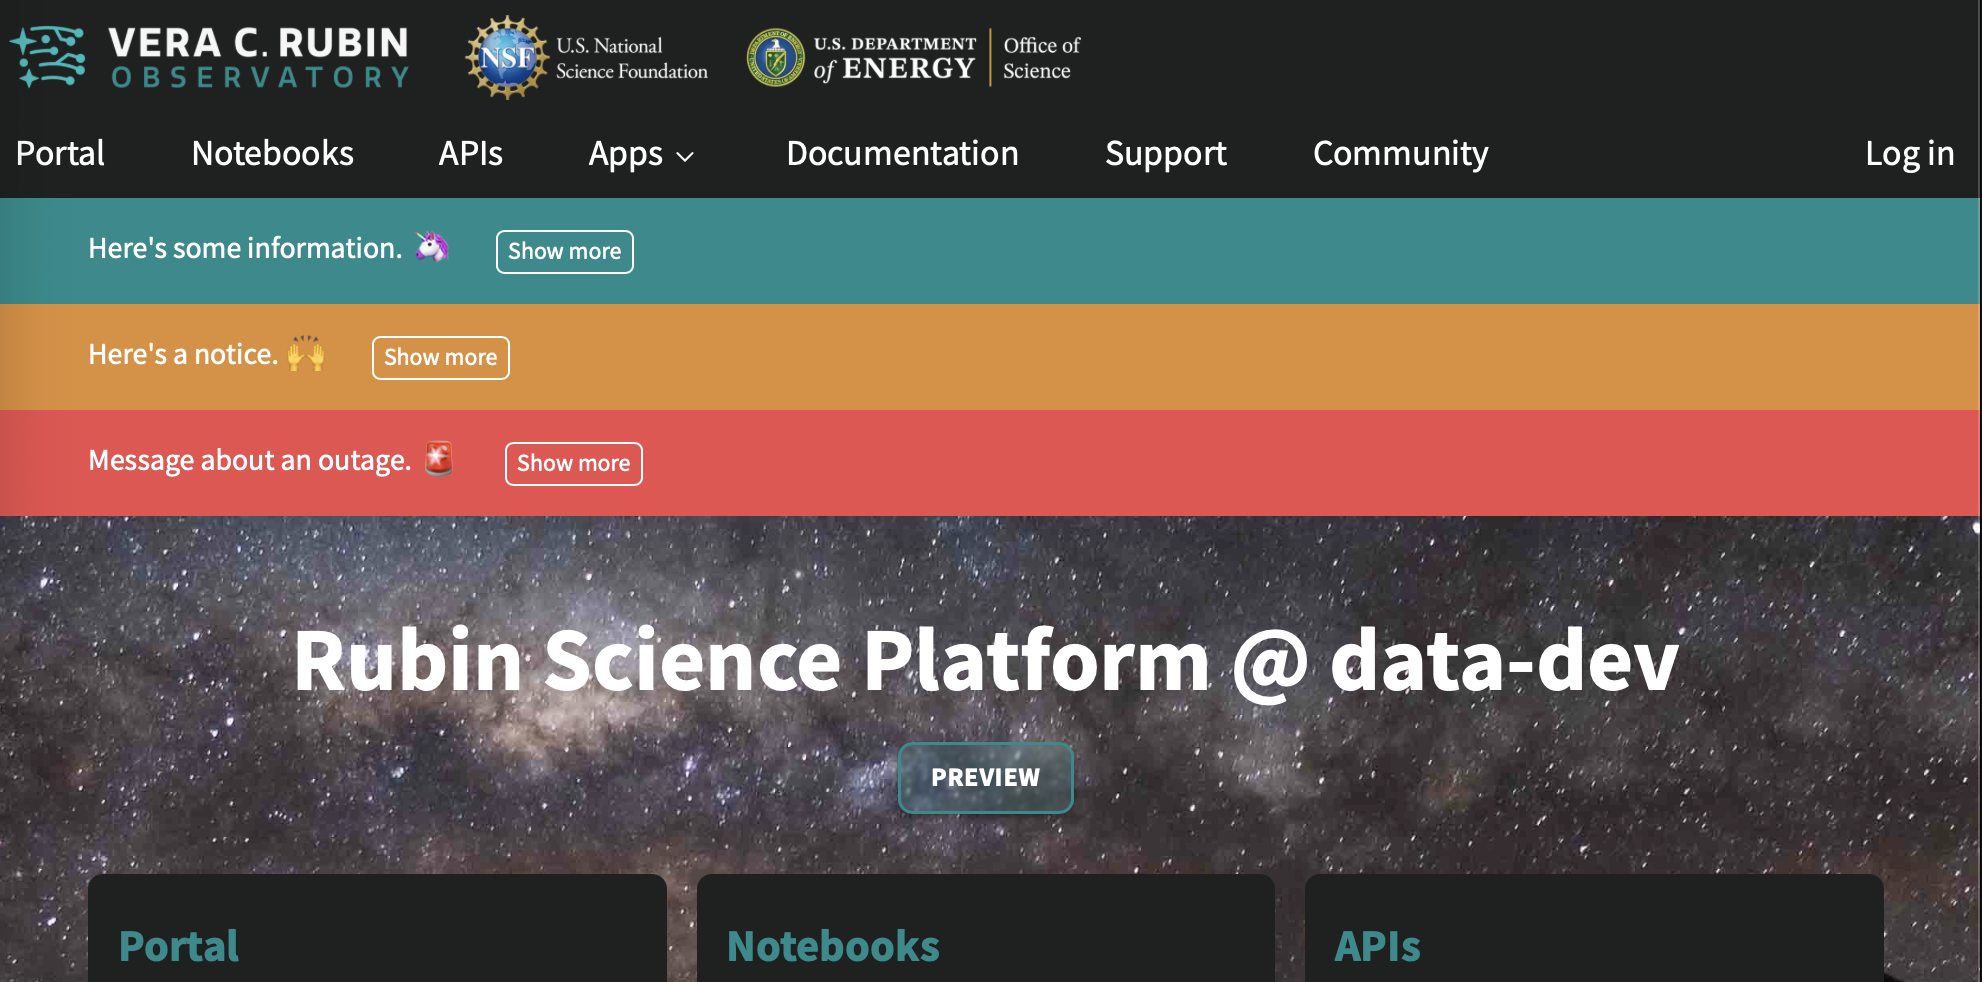 VERA C. RUBIN
OBSERVATORY
NSF
U.S. National
Science Foundation
U.S. DEPARTMENT
of ENERGY
Office of
Science
Portal Notebooks APIs Apps Documentation Support Community Log in
Here's some information. 🦄 Show more
Here's a notice. 🙌 Show more
Message about an outage. 🚨 Show more
Rubin Science Platform @ data-dev
PREVIEW
Portal Notebooks APIs